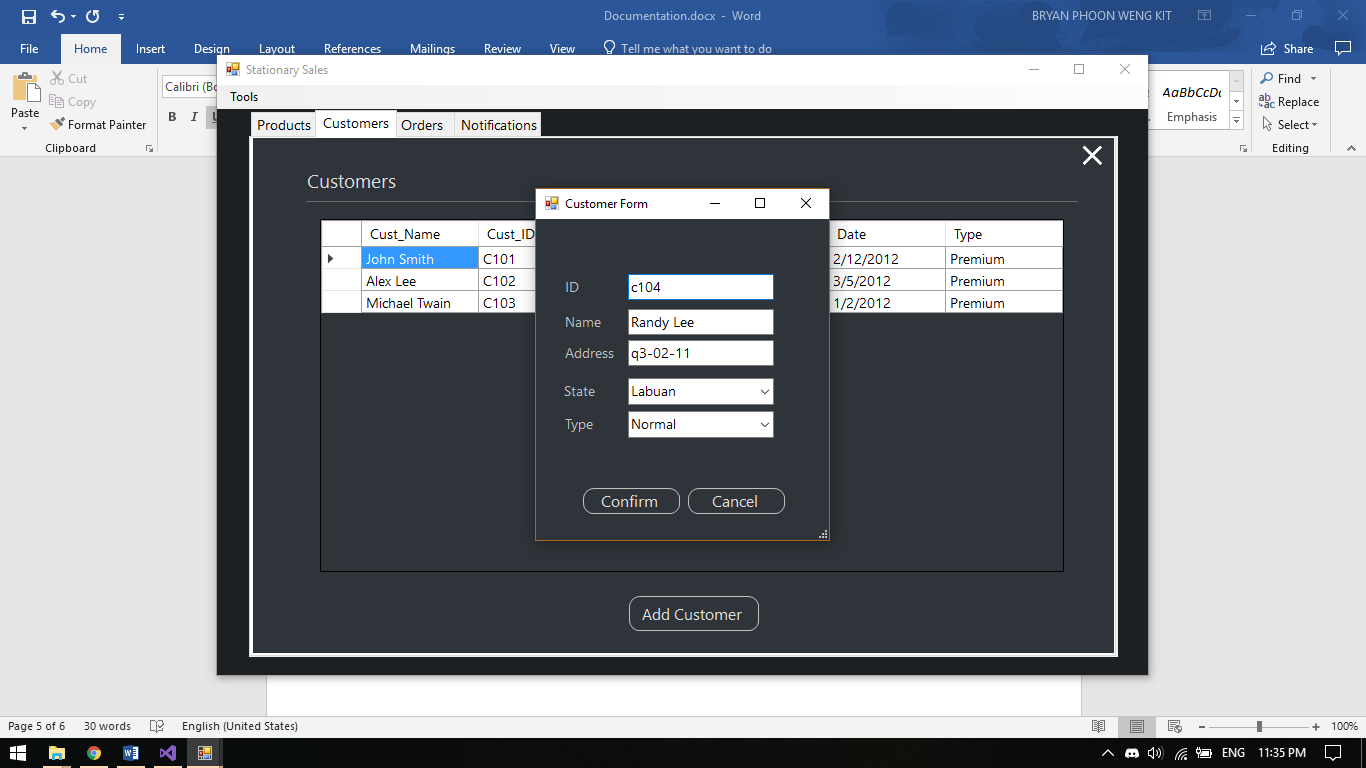 Documentation.docx - Word
BRYAN PHOON WENG KIT
File Home Insert Design Layout References Mailings Review View Tell me what you want to do Share
Paste
Cut
Copy
Format Painter
Clipboard
Calibri (Bo
B I U
AaBbCcDc
Emphasis
Find
Replace
Select
Editing
Stationary Sales
Tools
Products Customers Orders Notifications
Customers
Cust_Name Cust_ID Date Type
John Smith C101 2/12/2012 Premium
Alex Lee C102 3/5/2012 Premium
Michael Twain C103 1/2/2012 Premium
Customer Form
ID c104
Name Randy Lee
Address q3-02-11
State Labuan
Type Normal
Confirm Cancel
Add Customer
Page 5 of 6 30 words English (United States) 100%
ENG 11:35 PM